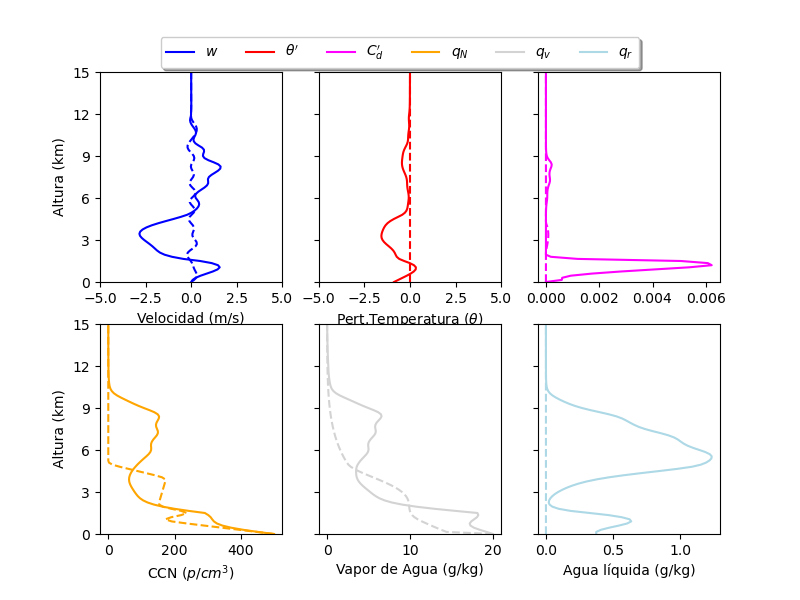 w θ′ C′d qN qv qr
15
12
9
6
3
0
Altura (km)
−5.0 −2.5 0.0 2.5 5.0
Velocidad (m/s)
−5.0 −2.5 0.0 2.5 5.0
Pert.Temperatura (θ)
0.000 0.002 0.004 0.006
15
12
9
6
3
0
Altura (km)
0 200 400
CCN (p/cm³)
0 10 20
Vapor de Agua (g/kg)
0.0 0.5 1.0
Agua líquida (g/kg)